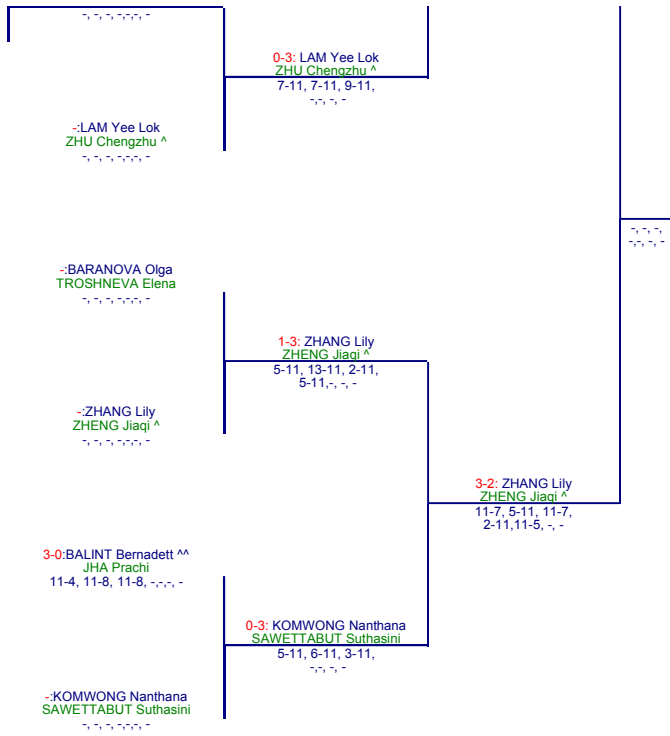 -, -, -, -,-,-, -
0-3: LAM Yee Lok
ZHU Chengzhu ^
7-11, 7-11, 9-11,
-,-, -, -
-:LAM Yee Lok
ZHU Chengzhu ^
-, -, -, -,-,-, -
-, -, -,
-,-, -, -
-:BARANOVA Olga
TROSHNEVA Elena
-, -, -, -,-,-, -
1-3: ZHANG Lily
ZHENG Jiaqi ^
5-11, 13-11, 2-11,
5-11,-, -, -
-:ZHANG Lily
ZHENG Jiaqi ^
-, -, -, -,-,-, -
3-2: ZHANG Lily
ZHENG Jiaqi ^
11-7, 5-11, 11-7,
2-11,11-5, -, -
3-0:BALINT Bernadett ^^
JHA Prachi
11-4, 11-8, 11-8, -,-,-, -
0-3: KOMWONG Nanthana
SAWETTABUT Suthasini
5-11, 6-11, 3-11,
-,-, -, -
-:KOMWONG Nanthana
SAWETTABUT Suthasini
-, -, -, -,-,-, -